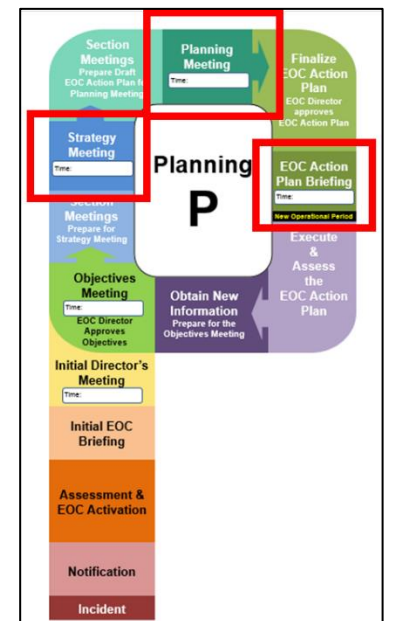 Section
Meetings
Prepare Draft
EOC Action Plan for
Planning Meeting
Planning
Meeting
Time:
Finalize
EOC Action
Plan
EOC Director
approves
EOC Action Plan
Strategy
Meeting
Time:
Planning
P
EOC Action
Plan Briefing
Time:
New Operational Period
Section
Meetings
Prepare for
Strategy Meeting
Execute
&
Assess
the
EOC Action
Plan
Objectives
Meeting
Time:
EOC Director
Approves
Objectives
Obtain New
Information
Prepare for the
Objectives Meeting
Initial Director's
Meeting
Time:
Initial EOC
Briefing
Assessment &
EOC Activation
Notification
Incident